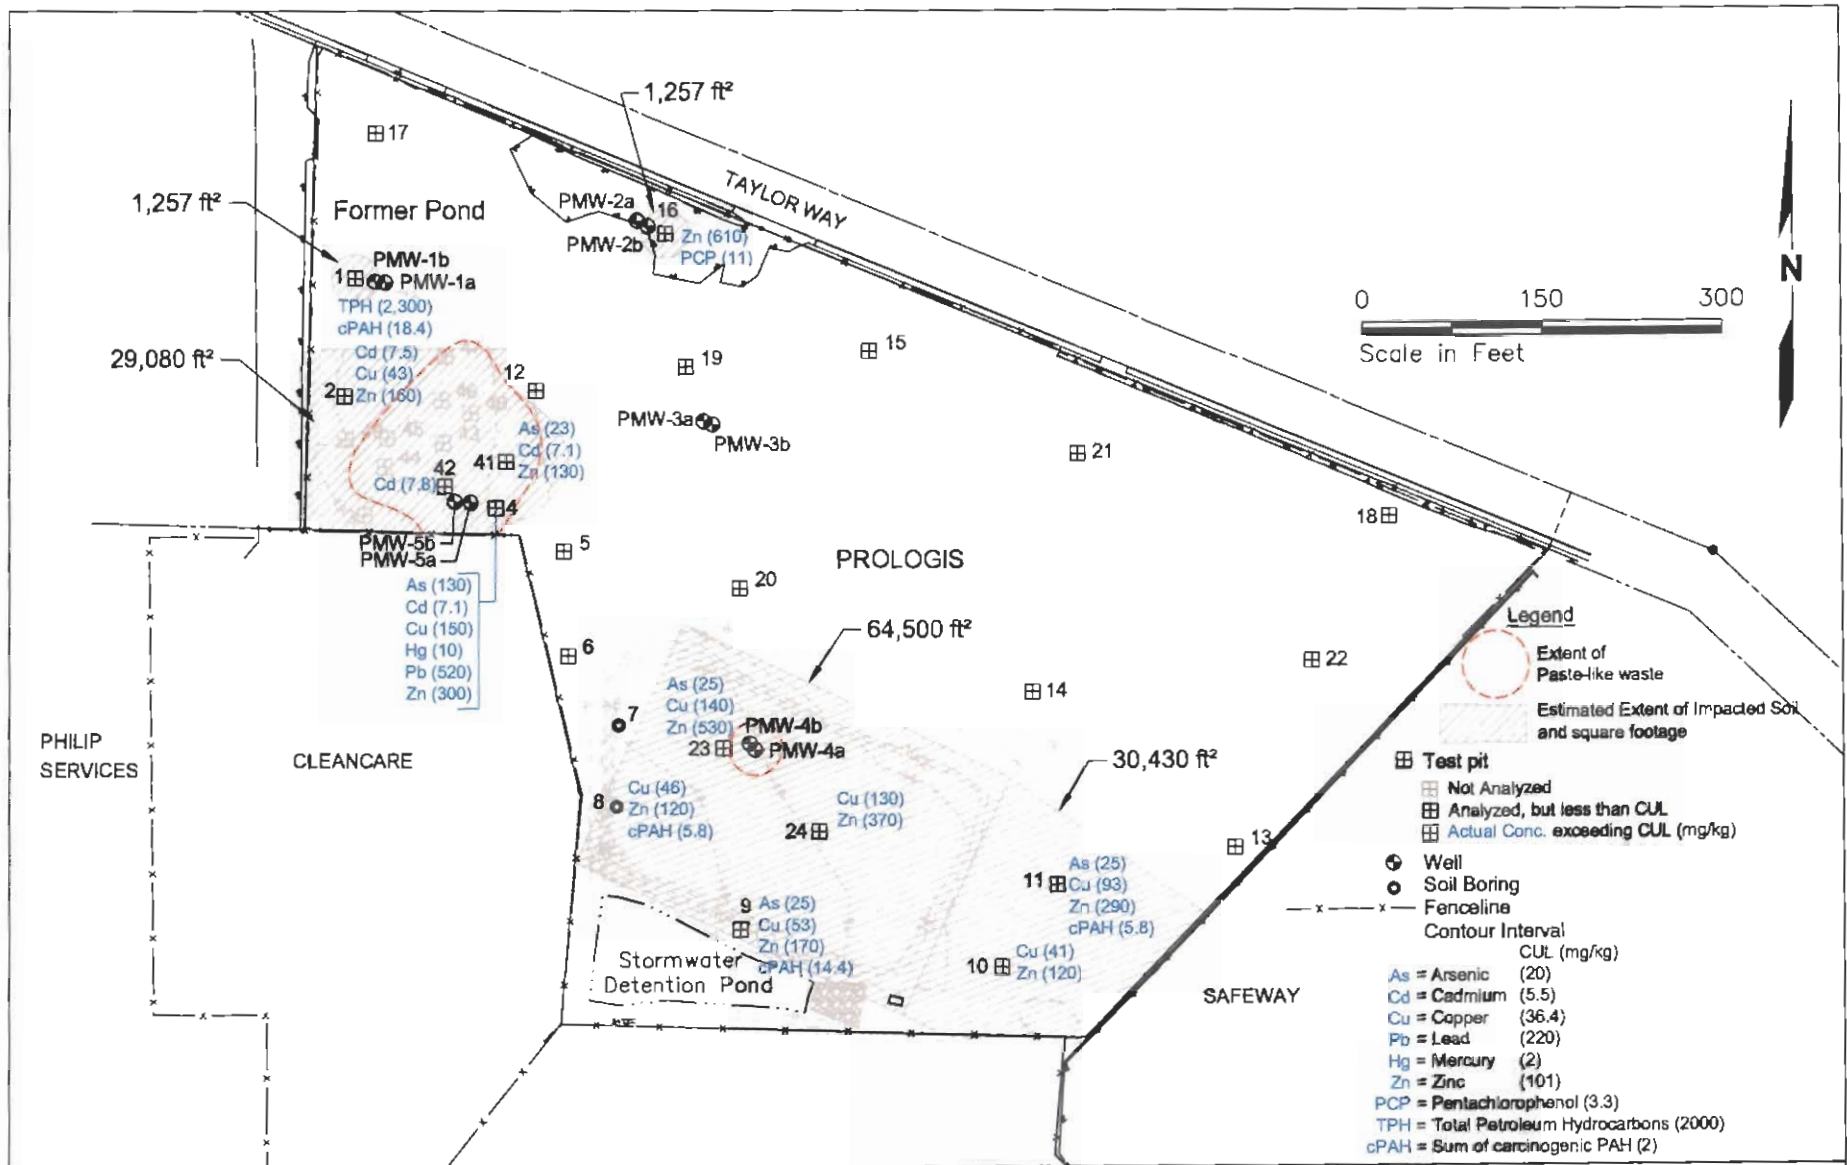 1,257 ft²
17
TAYLOR WAY
1,257 ft²
Former Pond
PMW-2a
16
PMW-2b
Zn (610)
PCP (11)
N
PMW-1b
1
PMW-1a
TPH (2,300)
cPAH (18.4)
Cd (7.5)
Cu (43)
2
Zn (160)
29,080 ft²
0 150 300
Scale in Feet
12
19
15
PMW-3a
PMW-3b
As (23)
Cd (7.1)
Zn (130)
41
42
Cd (7.8)
45
44
43
4
21
18
PMW-5b
PMW-5a
5
As (130)
Cd (7.1)
Cu (150)
Hg (10)
Pb (520)
Zn (300)
PROLOGIS
20
6
64,500 ft²
14
22
7
As (25)
Cu (140)
Zn (530)
23
PMW-4b
PMW-4a
30,430 ft²
PHILIP
SERVICES
CLEANCARE
8
Cu (46)
Zn (120)
cPAH (5.8)
Cu (130)
Zn (370)
24
13
11
As (25)
Cu (93)
Zn (290)
cPAH (5.8)
9
As (25)
Cu (53)
Zn (170)
cPAH (14.4)
10
Cu (41)
Zn (120)
Stormwater
Detention Pond
SAFEWAY
Legend
Extent of
Paste-like waste
Estimated Extent of Impacted Soil
and square footage
Test pit
Not Analyzed
Analyzed, but less than CUL
Actual Conc. exceeding CUL (mg/kg)
Well
Soil Boring
Fenceline
Contour Interval
CUL (mg/kg)
As = Arsenic (20)
Cd = Cadmium (5.5)
Cu = Copper (36.4)
Pb = Lead (220)
Hg = Mercury (2)
Zn = Zinc (101)
PCP = Pentachlorophenol (3.3)
TPH = Total Petroleum Hydrocarbons (2000)
cPAH = Sum of carcinogenic PAH (2)